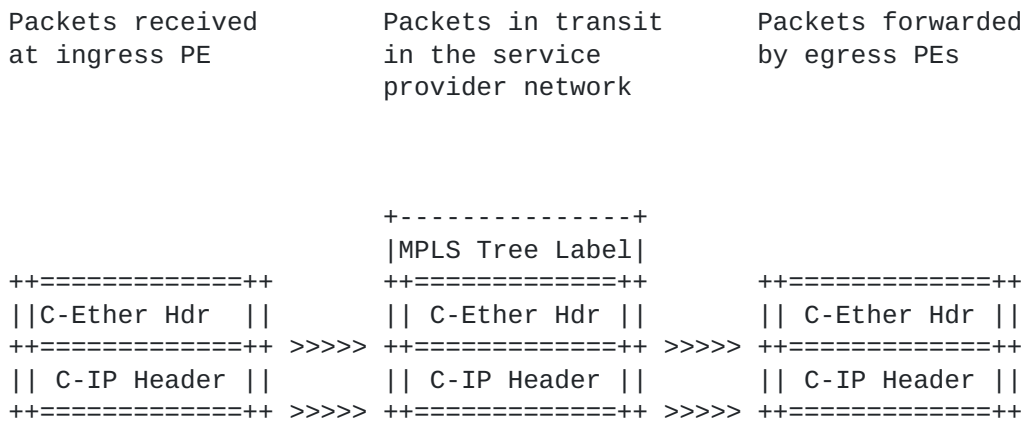 Packets received        Packets in transit      Packets forwarded
at ingress PE           in the service          by egress PEs
                        provider network

                        +---------------+
                        |MPLS Tree Label|
++=============++       ++=============++       ++=============++
||C-Ether Hdr  ||       || C-Ether Hdr ||       || C-Ether Hdr ||
++=============++ >>>>> ++=============++ >>>>> ++=============++
|| C-IP Header ||       || C-IP Header ||       || C-IP Header ||
++=============++ >>>>> ++=============++ >>>>> ++=============++